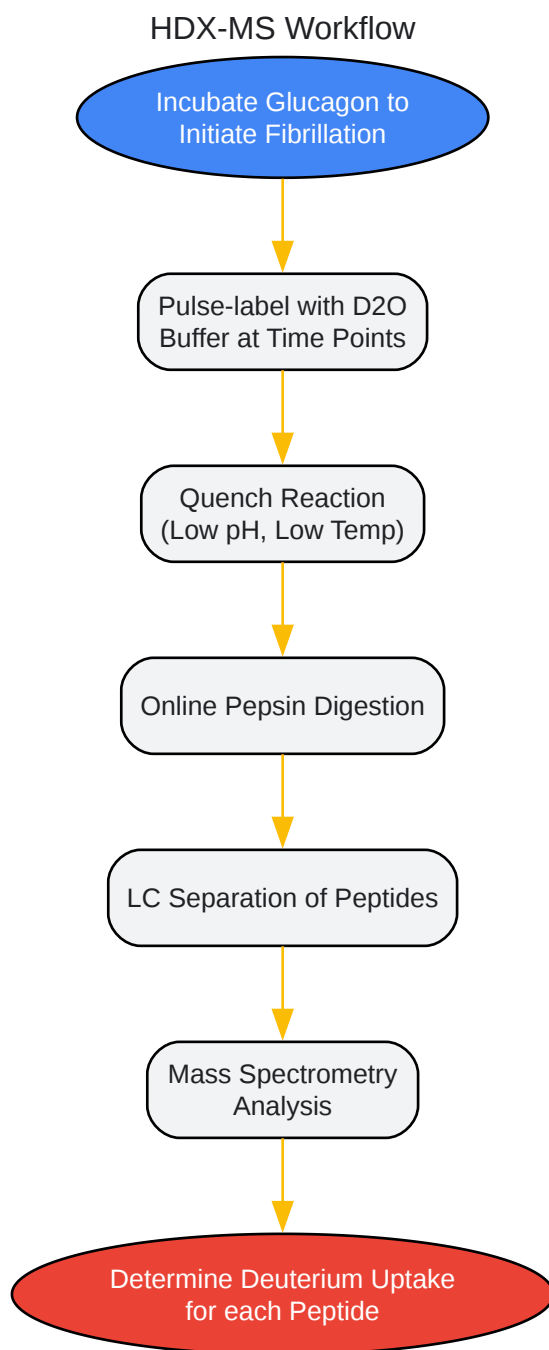 HDX-MS Workflow
Incubate Glucagon to
Initiate Fibrillation
Pulse-label with D2O
Buffer at Time Points
Quench Reaction
(Low pH, Low Temp)
Online Pepsin Digestion
LC Separation of Peptides
Mass Spectrometry
Analysis
Determine Deuterium Uptake
for each Peptide